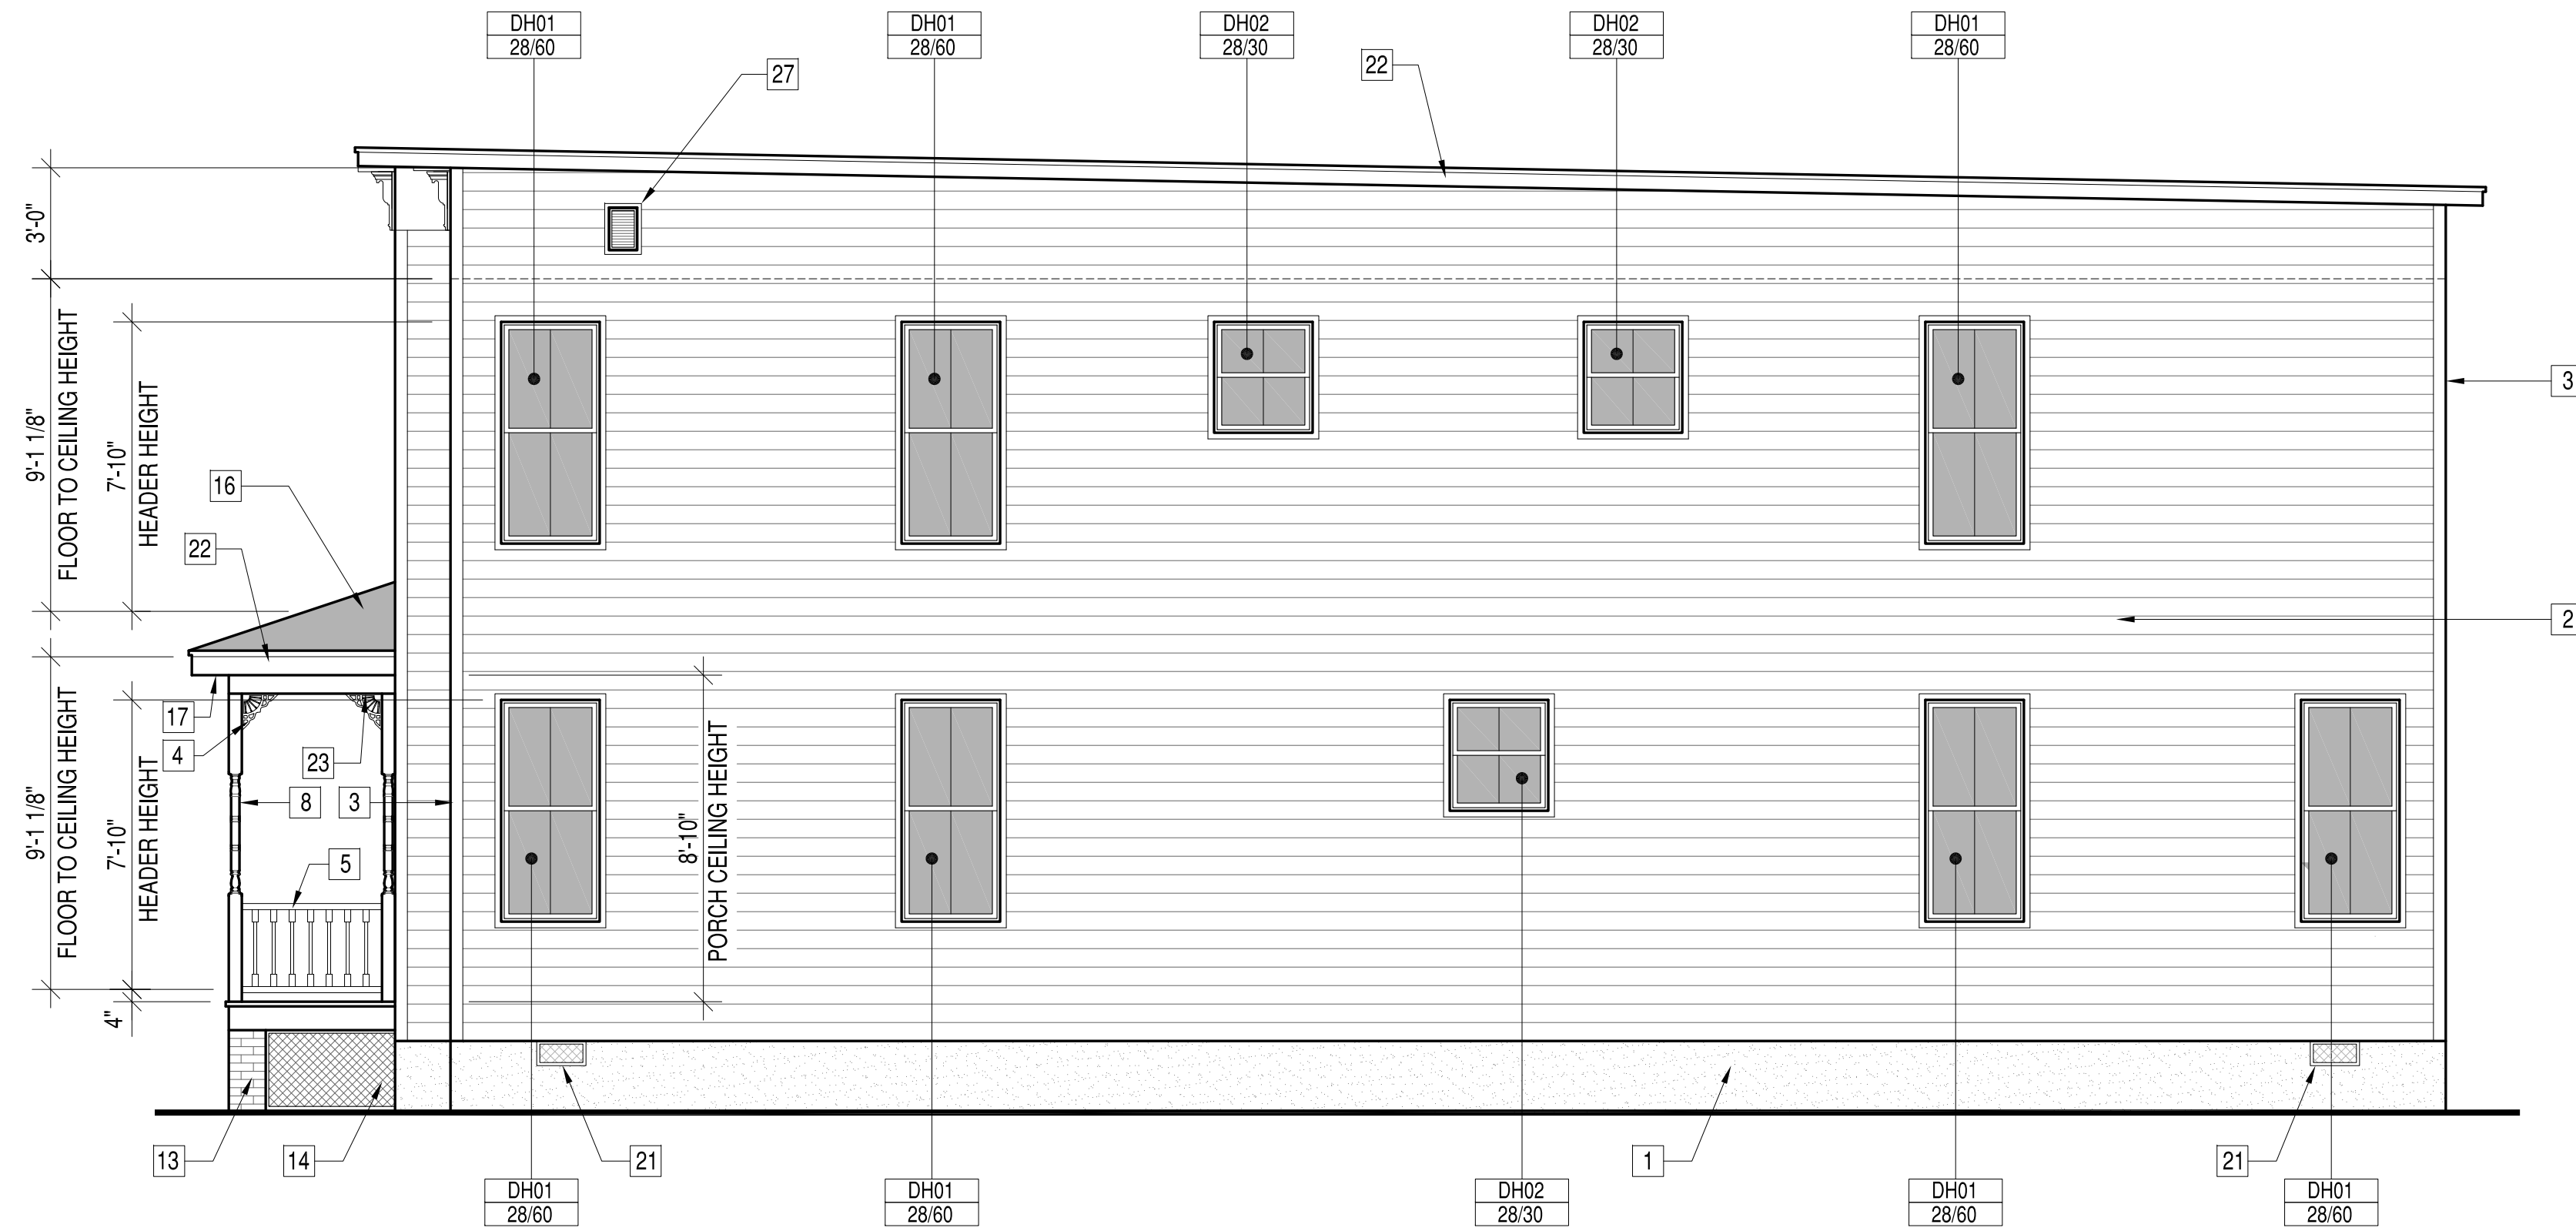 DH01
28/60
DH01
28/60
DH02
28/30
DH02
28/30
DH01
28/60
27
22
3'-0"
9'-1 1/8"
FLOOR TO CEILING HEIGHT
7'-10"
HEADER HEIGHT
3
16
22
2
17
4
23
9'-1 1/8"
FLOOR TO CEILING HEIGHT
7'-10"
HEADER HEIGHT
8
3
8'-10"
PORCH CEILING HEIGHT
5
4"
13
14
21
1
21
DH01
28/60
DH01
28/60
DH02
28/30
DH01
28/60
DH01
28/60